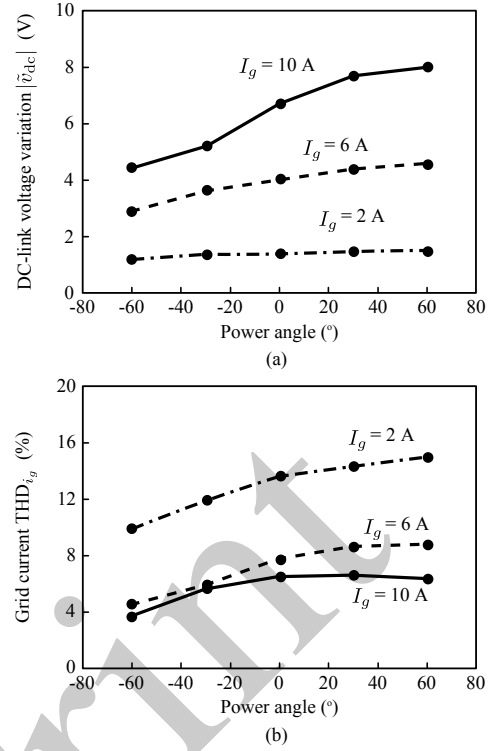 10
8
6
4
2
0
DC-link voltage variation |ṽdc| (V)
Ig = 10 A
Ig = 6 A
Ig = 2 A
-80 -60 -40 -20 0 20 40 60 80
Power angle (°)
(a)
20
16
12
8
4
0
Grid current THDig (%)
Ig = 2 A
Ig = 6 A
Ig = 10 A
-80 -60 -40 -20 0 20 40 60 80
Power angle (°)
(b)
rint